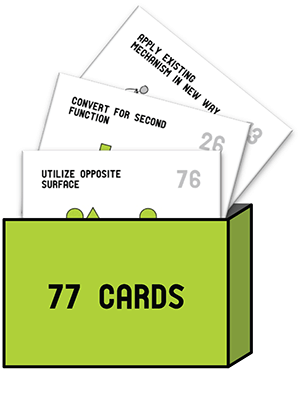 APPLY EXISTING
MECHANISM IN NEW WAY
CONVERT FOR SECOND
FUNCTION
26
UTILIZE OPPOSITE
SURFACE
76
77 CARDS